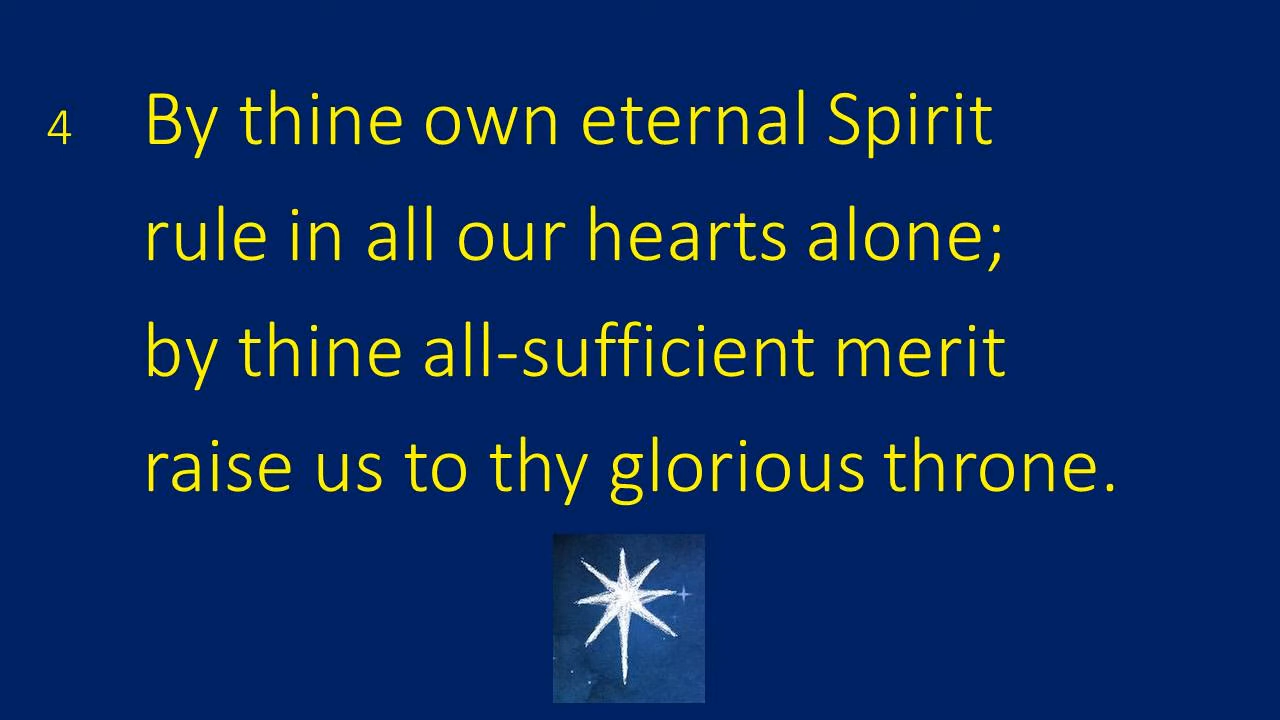 4 By thine own eternal Spirit
rule in all our hearts alone;
by thine all-sufficient merit
raise us to thy glorious throne.